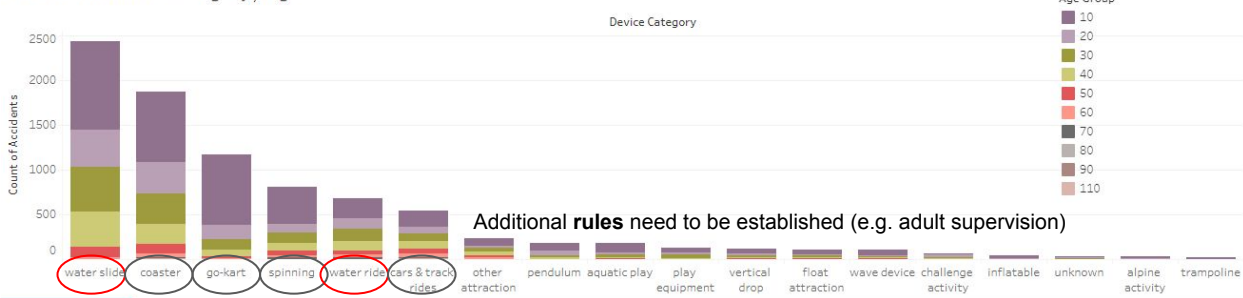 Device Category
Age Group
10
20
30
40
50
60
70
80
90
110
2500
2000
1500
1000
500
0
Count of Accidents
Additional rules need to be established (e.g. adult supervision)
water slide coaster go-kart spinning water ride cars & track other pendulum aquatic play play vertical float wave device challenge inflatable unknown alpine trampoline
rides attraction equipment drop attraction activity activity